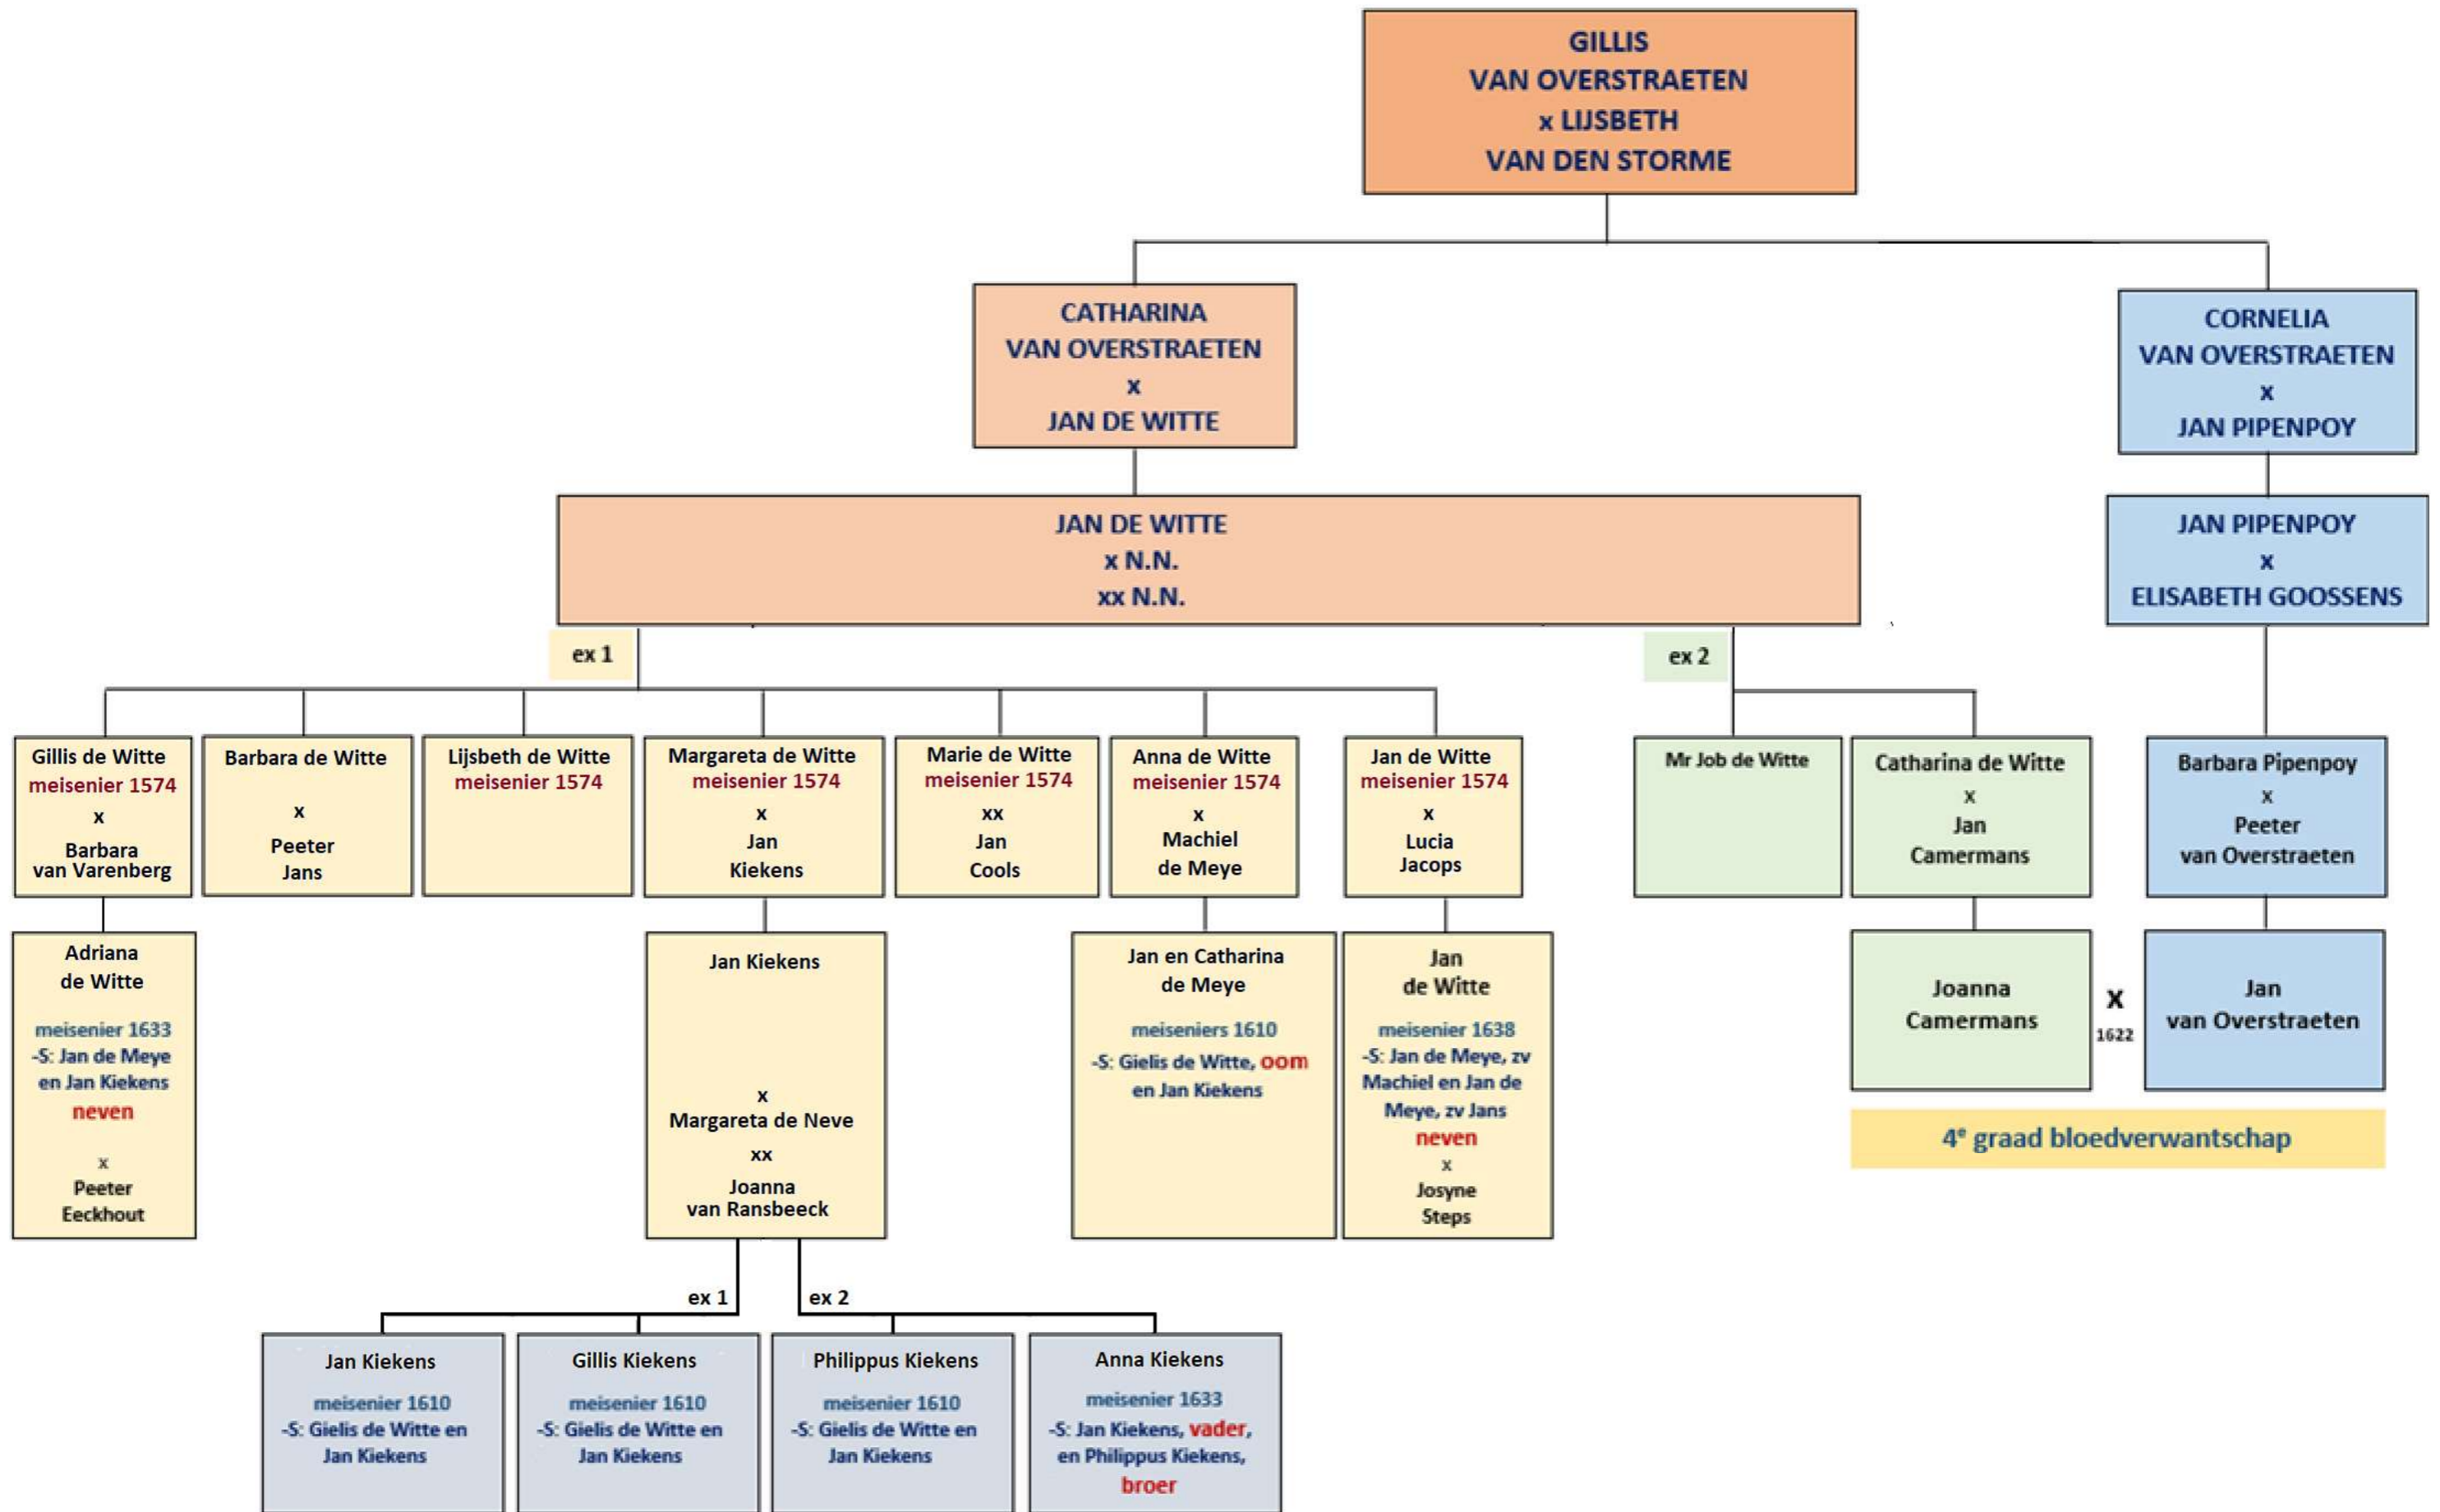 GILLIS
VAN OVERSTRAETEN
x LIJSBETH
VAN DEN STORME
CATHARINA
VAN OVERSTRAETEN
x
JAN DE WITTE
CORNELIA
VAN OVERSTRAETEN
x
JAN PIPENPOY
JAN DE WITTE
x N.N.
xx N.N.
JAN PIPENPOY
x
ELISABETH GOOSSENS
ex 1
ex 2
Gillis de Witte
meisenier 1574
x
Barbara
van Varenberg
Barbara de Witte
x
Peeter
Jans
Lijsbeth de Witte
meisenier 1574
Margareta de Witte
meisenier 1574
x
Jan
Kiekens
Marie de Witte
meisenier 1574
xx
Jan
Cools
Anna de Witte
meisenier 1574
x
Machiel
de Meye
Jan de Witte
meisenier 1574
x
Lucia
Jacops
Mr Job de Witte
Catharina de Witte
x
Jan
Camermans
Barbara Pipenpoy
x
Peeter
van Overstraeten
Adriana
de Witte
meisenier 1633
-S: Jan de Meye
en Jan Kiekens
neven
x
Peeter
Eeckhout
Jan Kiekens
x
Margareta de Neve
xx
Joanna
van Ransbeeck
Jan en Catharina
de Meye
meiseniers 1610
-S: Gielis de Witte, oom
en Jan Kiekens
Jan
de Witte
meisenier 1638
-S: Jan de Meye, zv
Machiel en Jan de
Meye, zv Jans
neven
x
Josyne
Steps
Joanna
Camermans
x
1622
Jan
van Overstraeten
4e graad bloedverwantschap
ex 1
ex 2
Jan Kiekens
meisenier 1610
-S: Gielis de Witte en
Jan Kiekens
Gillis Kiekens
meisenier 1610
-S: Gielis de Witte en
Jan Kiekens
Philippus Kiekens
meisenier 1610
-S: Gielis de Witte en
Jan Kiekens
Anna Kiekens
meisenier 1633
-S: Jan Kiekens, vader,
en Philippus Kiekens,
broer